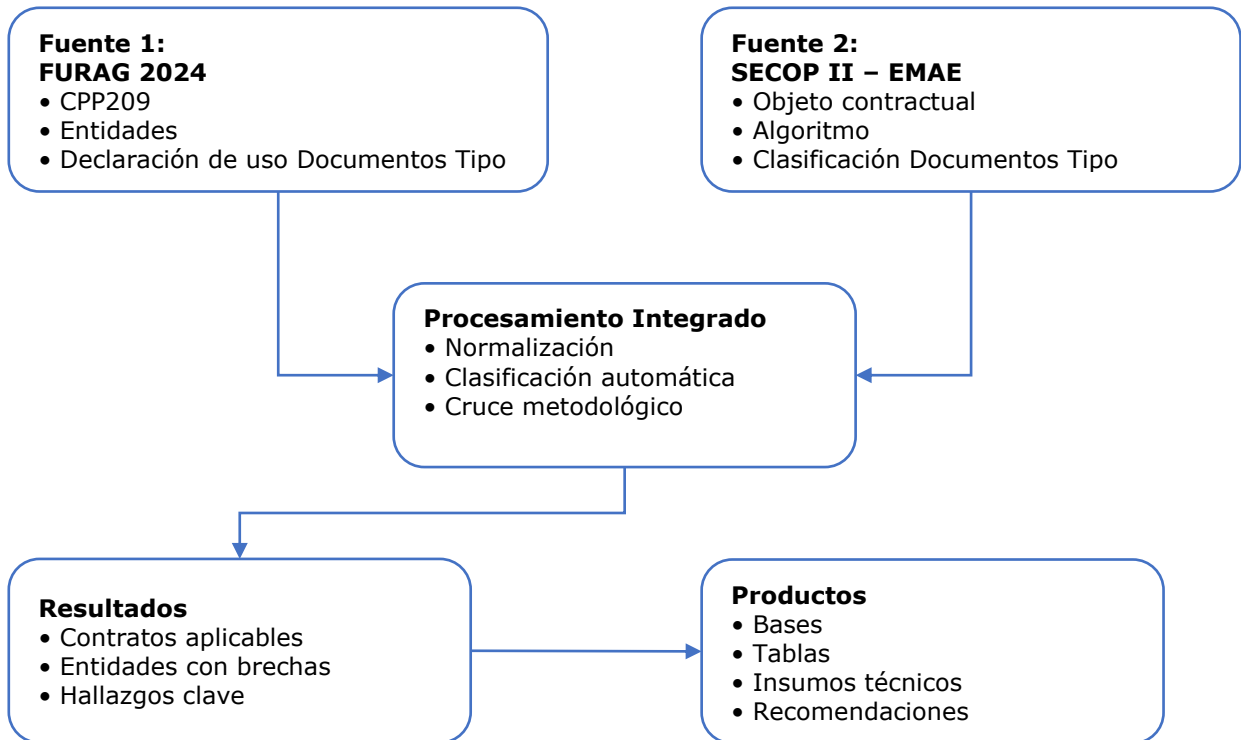 Fuente 1:
FURAG 2024
• CPP209
• Entidades
• Declaración de uso Documentos Tipo
Fuente 2:
SECOP II – EMAE
• Objeto contractual
• Algoritmo
• Clasificación Documentos Tipo
Procesamiento Integrado
• Normalización
• Clasificación automática
• Cruce metodológico
Resultados
• Contratos aplicables
• Entidades con brechas
• Hallazgos clave
Productos
• Bases
• Tablas
• Insumos técnicos
• Recomendaciones